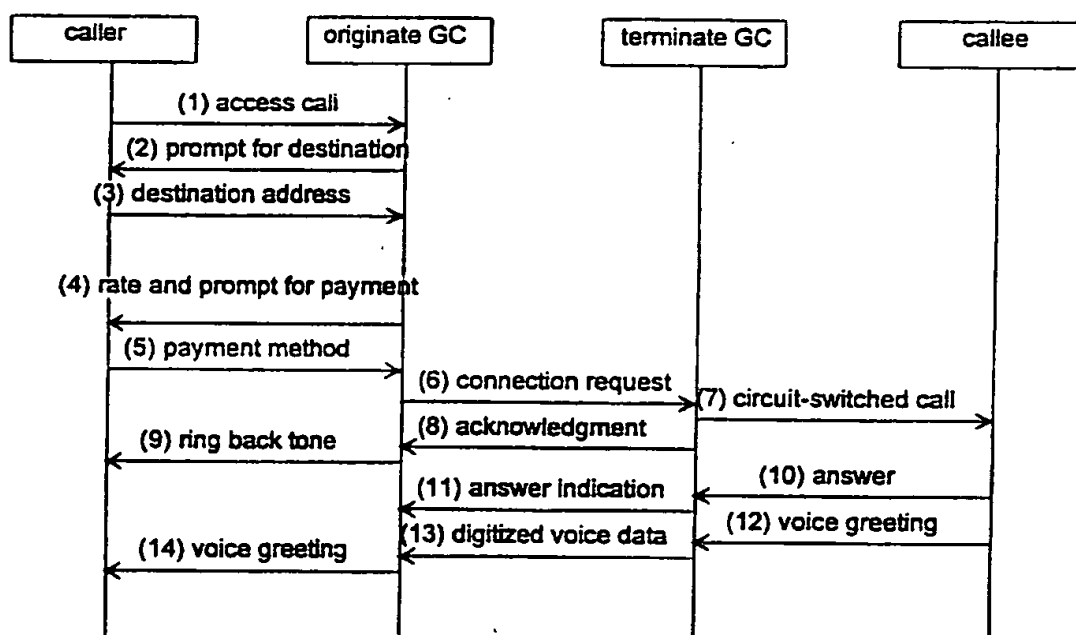 caller
originate GC
terminate GC
callee
(1) access call
(2) prompt for destination
(3) destination address
(4) rate and prompt for payment
(5) payment method
(6) connection request
(7) circuit-switched call
(8) acknowledgment
(9) ring back tone
(10) answer
(11) answer indication
(12) voice greeting
(13) digitized voice data
(14) voice greeting